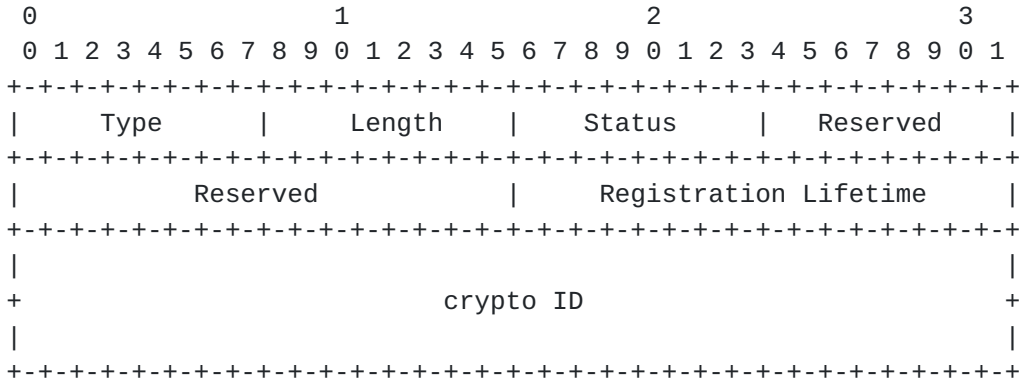 0                   1                   2                   3
 0 1 2 3 4 5 6 7 8 9 0 1 2 3 4 5 6 7 8 9 0 1 2 3 4 5 6 7 8 9 0 1
+-+-+-+-+-+-+-+-+-+-+-+-+-+-+-+-+-+-+-+-+-+-+-+-+-+-+-+-+-+-+-+-+
|     Type      |     Length    |    Status     |   Reserved    |
+-+-+-+-+-+-+-+-+-+-+-+-+-+-+-+-+-+-+-+-+-+-+-+-+-+-+-+-+-+-+-+-+
|           Reserved            |     Registration Lifetime     |
+-+-+-+-+-+-+-+-+-+-+-+-+-+-+-+-+-+-+-+-+-+-+-+-+-+-+-+-+-+-+-+-+
|                                                               |
+                           crypto ID                           +
|                                                               |
+-+-+-+-+-+-+-+-+-+-+-+-+-+-+-+-+-+-+-+-+-+-+-+-+-+-+-+-+-+-+-+-+